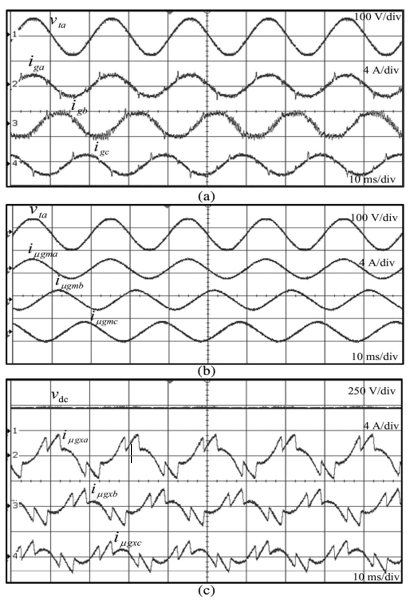 v_ta
100 V/div
1
i_ga
4 A/div
2
i_gb
3
i_gc
4
10 ms/div
(a)
v_ta
100 V/div
i_μgma
4 A/div
i_μgmb
i_μgmc
10 ms/div
(b)
v_dc
250 V/div
1
i_μgxa
4 A/div
2
i_μgxb
3
i_μgxc
4
10 ms/div
(c)